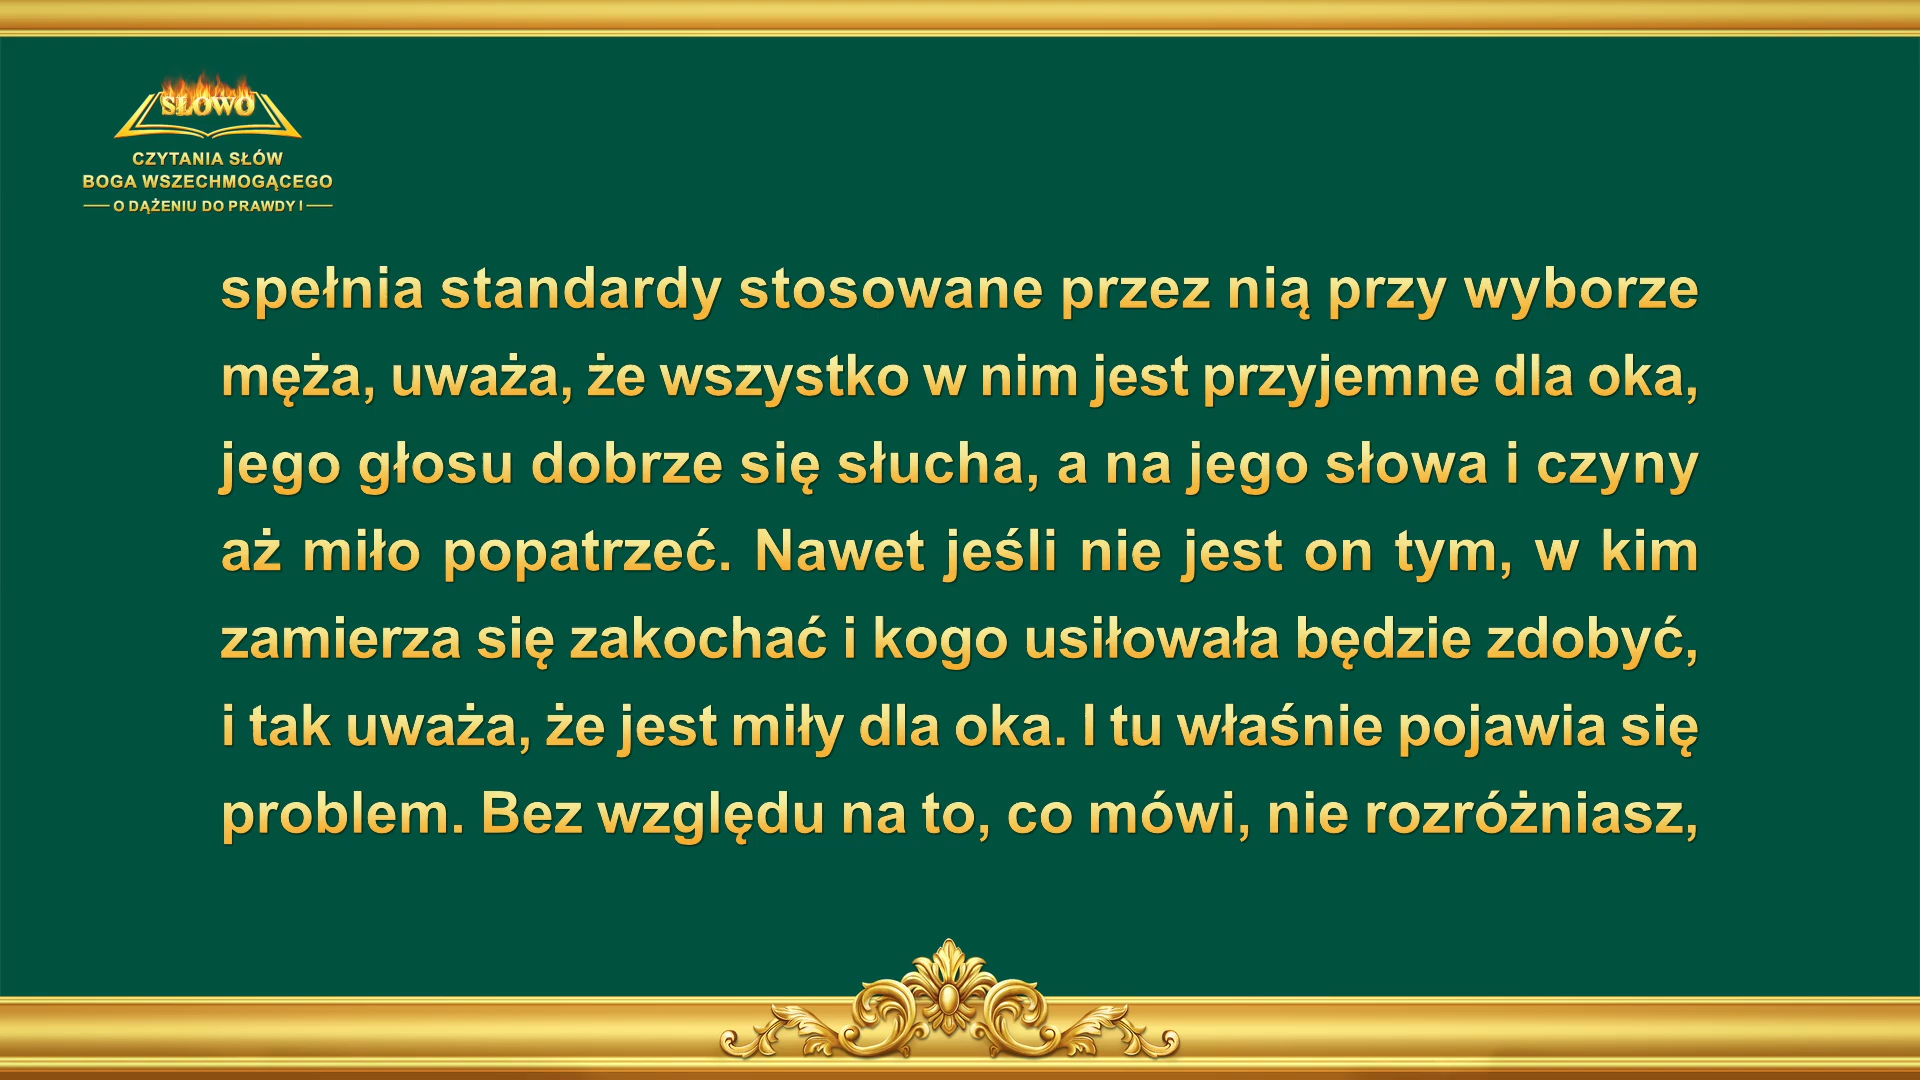 SŁOWO
CZYTANIA SŁÓW
BOGA WSZECHMOGĄCEGO
O DĄŻENIU DO PRAWDY I
spełnia standardy stosowane przez nią przy wyborze
męża, uważa, że wszystko w nim jest przyjemne dla oka,
jego głosu dobrze się słucha, a na jego słowa i czyny
aż miło popatrzeć. Nawet jeśli nie jest on tym, w kim
zamierza się zakochać i kogo usiłowała będzie zdobyć,
i tak uważa, że jest miły dla oka. I tu właśnie pojawia się
problem. Bez względu na to, co mówi, nie rozróżniasz,